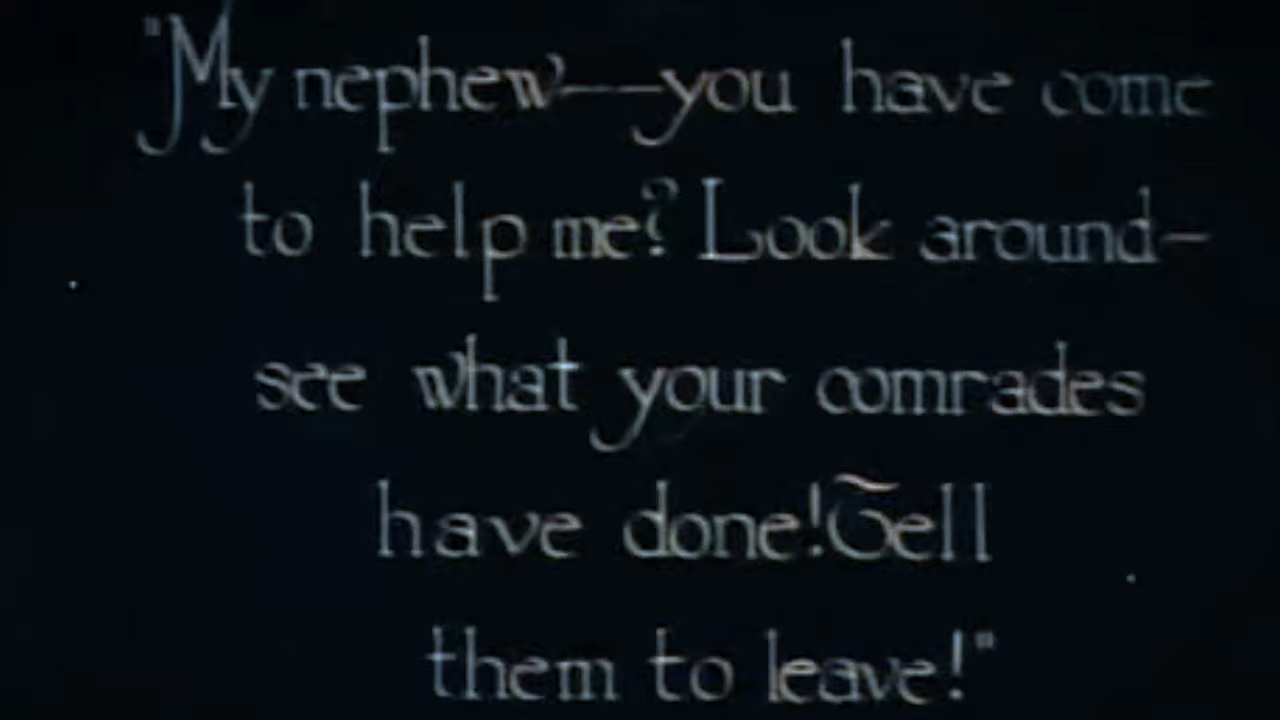 "My nephew—you have come
to help me? Look around—
see what your comrades
have done! Tell
them to leave!"